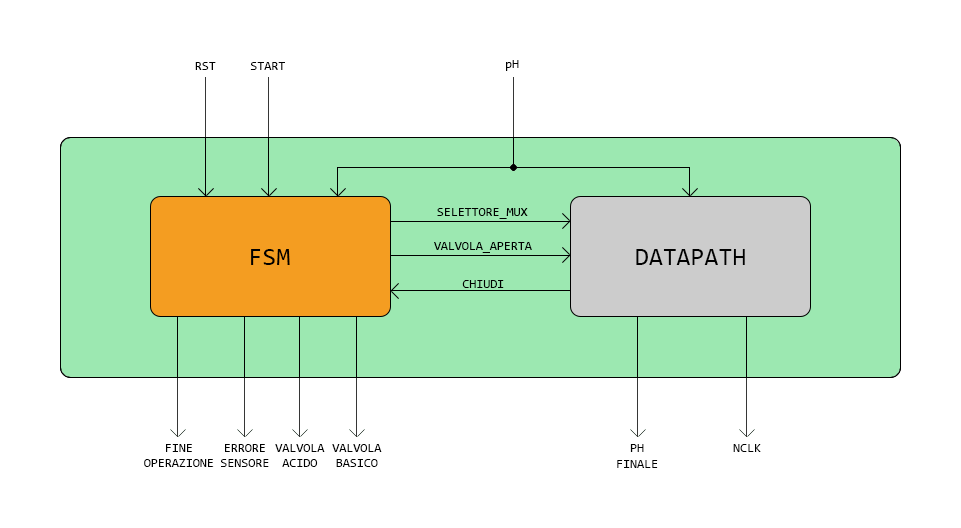 RST
START
pH
SELETTORE_MUX
VALVOLA_APERTA
CHIUDI
FSM
DATAPATH
FINE
OPERAZIONE
ERRORE
SENSORE
VALVOLA
ACIDO
VALVOLA
BASICO
PH
FINALE
NCLK